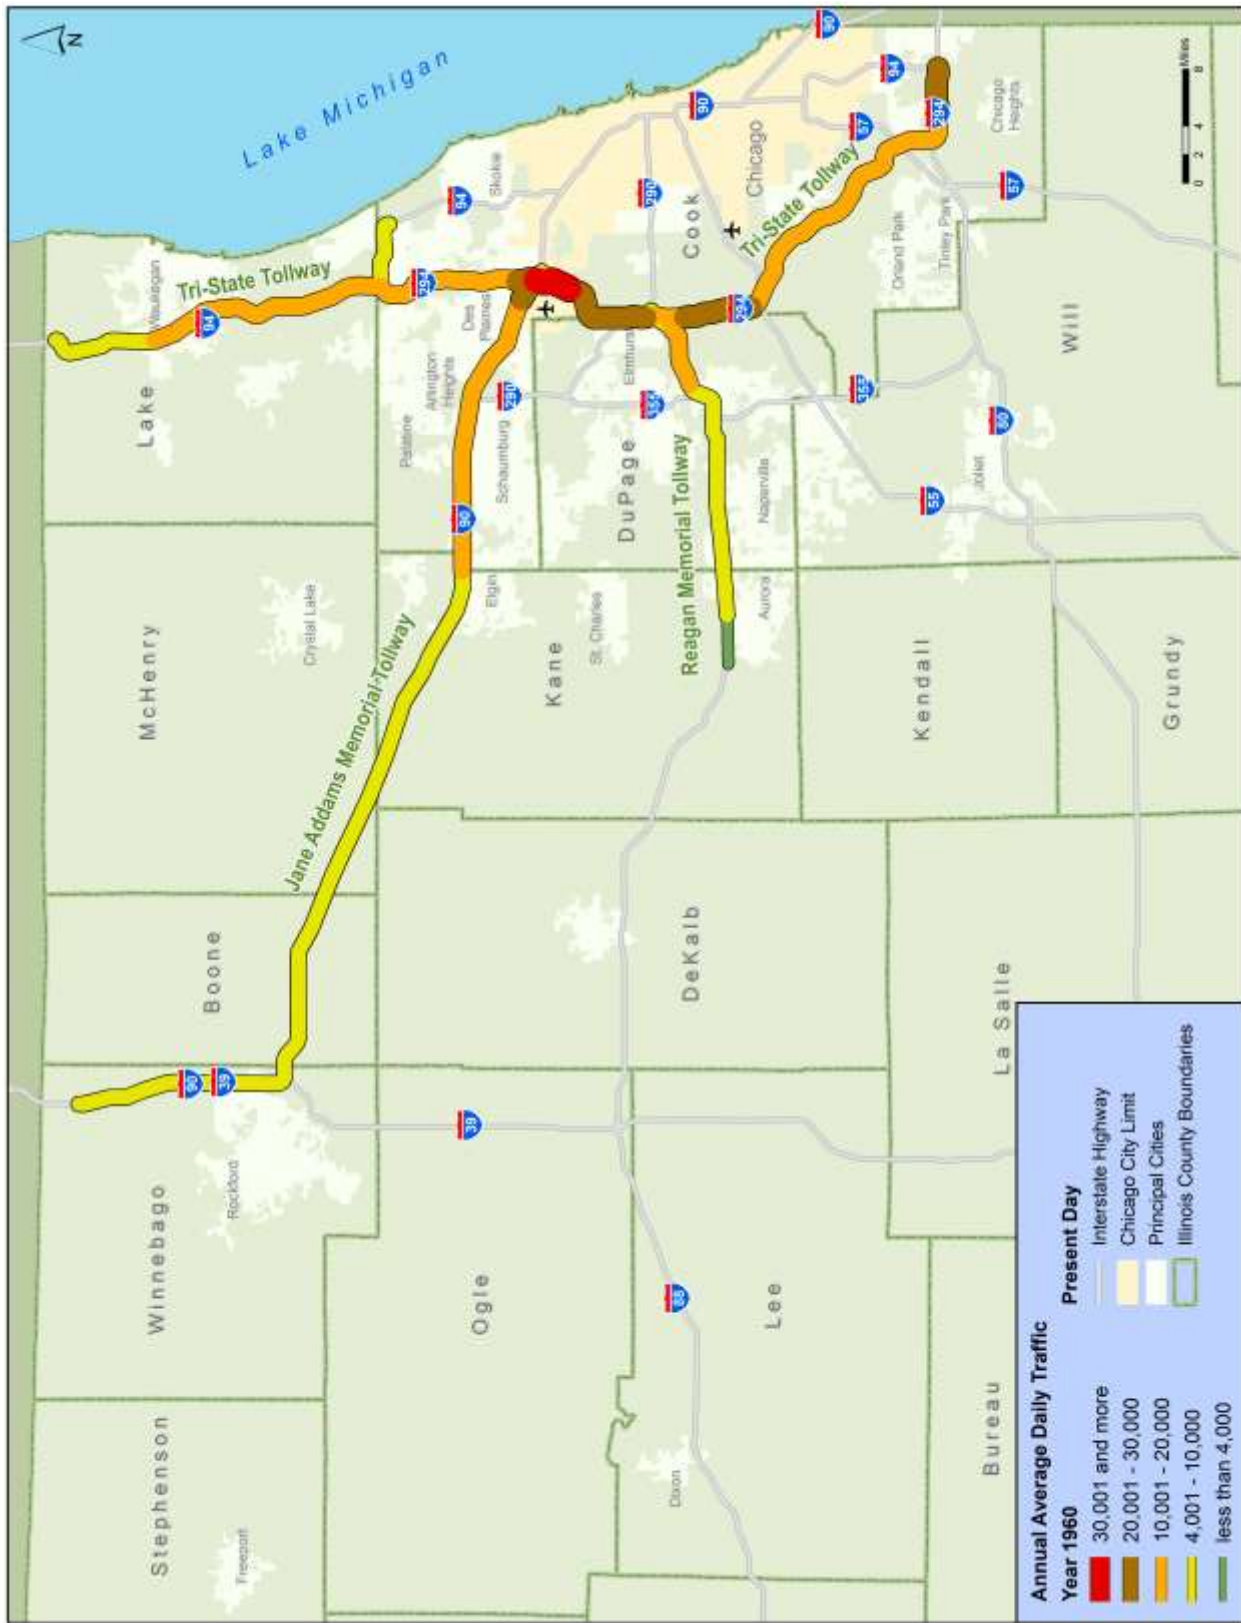 N
Lake Michigan
Stephenson
Winnebago
Boone
McHenry
Lake
Freeport
Rockford
Crystal Lake
Waukegan
90
39
94
Tri-State Tollway
Jane Addams Memorial Tollway
Ogle
39
Kane
Elgin
St. Charles
90
Palatine
Arlington Heights
Schaumburg
290
Des Plaines
294
94
Skokie
Elmhurst
Lee
88
Dixon
DeKalb
Reagan Memorial Tollway
DuPage
355
Naperville
Aurora
290
Cook
90
Chicago
294
Tri-State Tollway
90
Bureau
La Salle
Kendall
55
Joliet
355
Orland Park
Tinley Park
57
94
294
Chicago Heights
57
80
Will
Grundy
0 2 4 8
Miles
Annual Average Daily Traffic
Year 1960
30,001 and more
20,001 - 30,000
10,001 - 20,000
4,001 - 10,000
less than 4,000
Present Day
Interstate Highway
Chicago City Limit
Principal Cities
Illinois County Boundaries